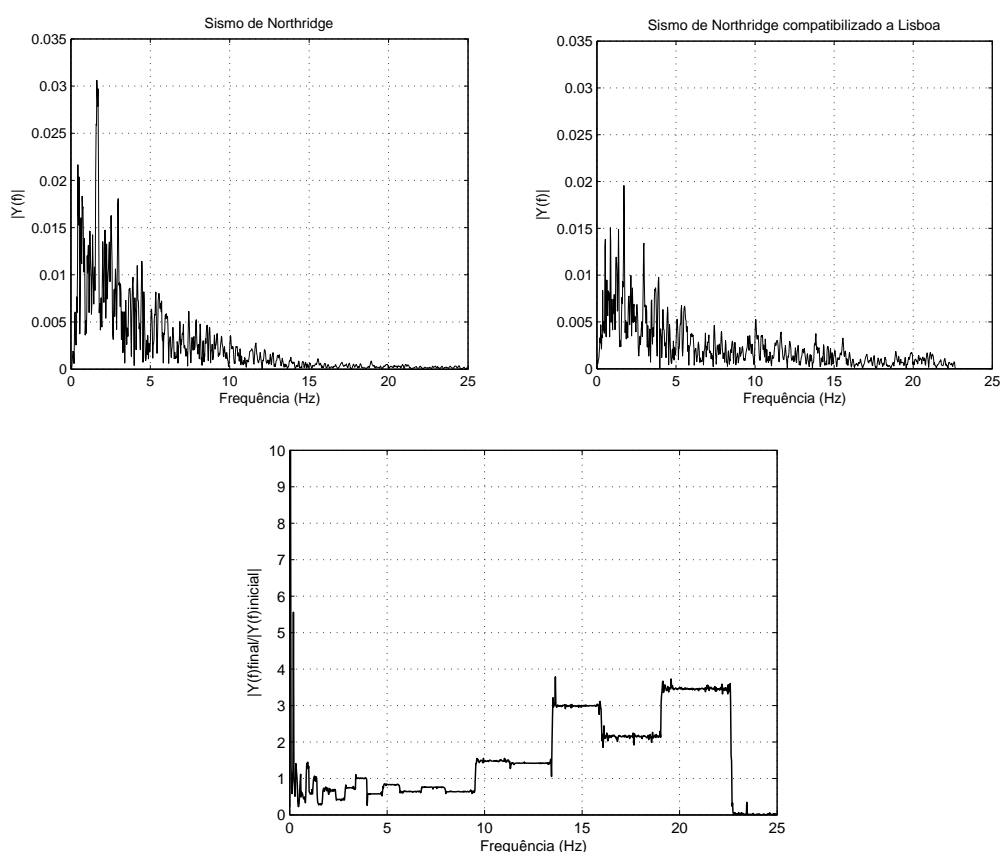 Sismo de Northridge
0.035
0.03
0.025
0.02
0.015
0.01
0.005
0
|Y(f)|
0 5 10 15 20 25
Frequência (Hz)
Sismo de Northridge compatibilizado a Lisboa
0.035
0.03
0.025
0.02
0.015
0.01
0.005
0
|Y(f)|
0 5 10 15 20 25
Frequência (Hz)
10
9
8
7
6
5
4
3
2
1
0
|Y(f)final/|Y(f)inicial|
0 5 10 15 20 25
Frequência (Hz)